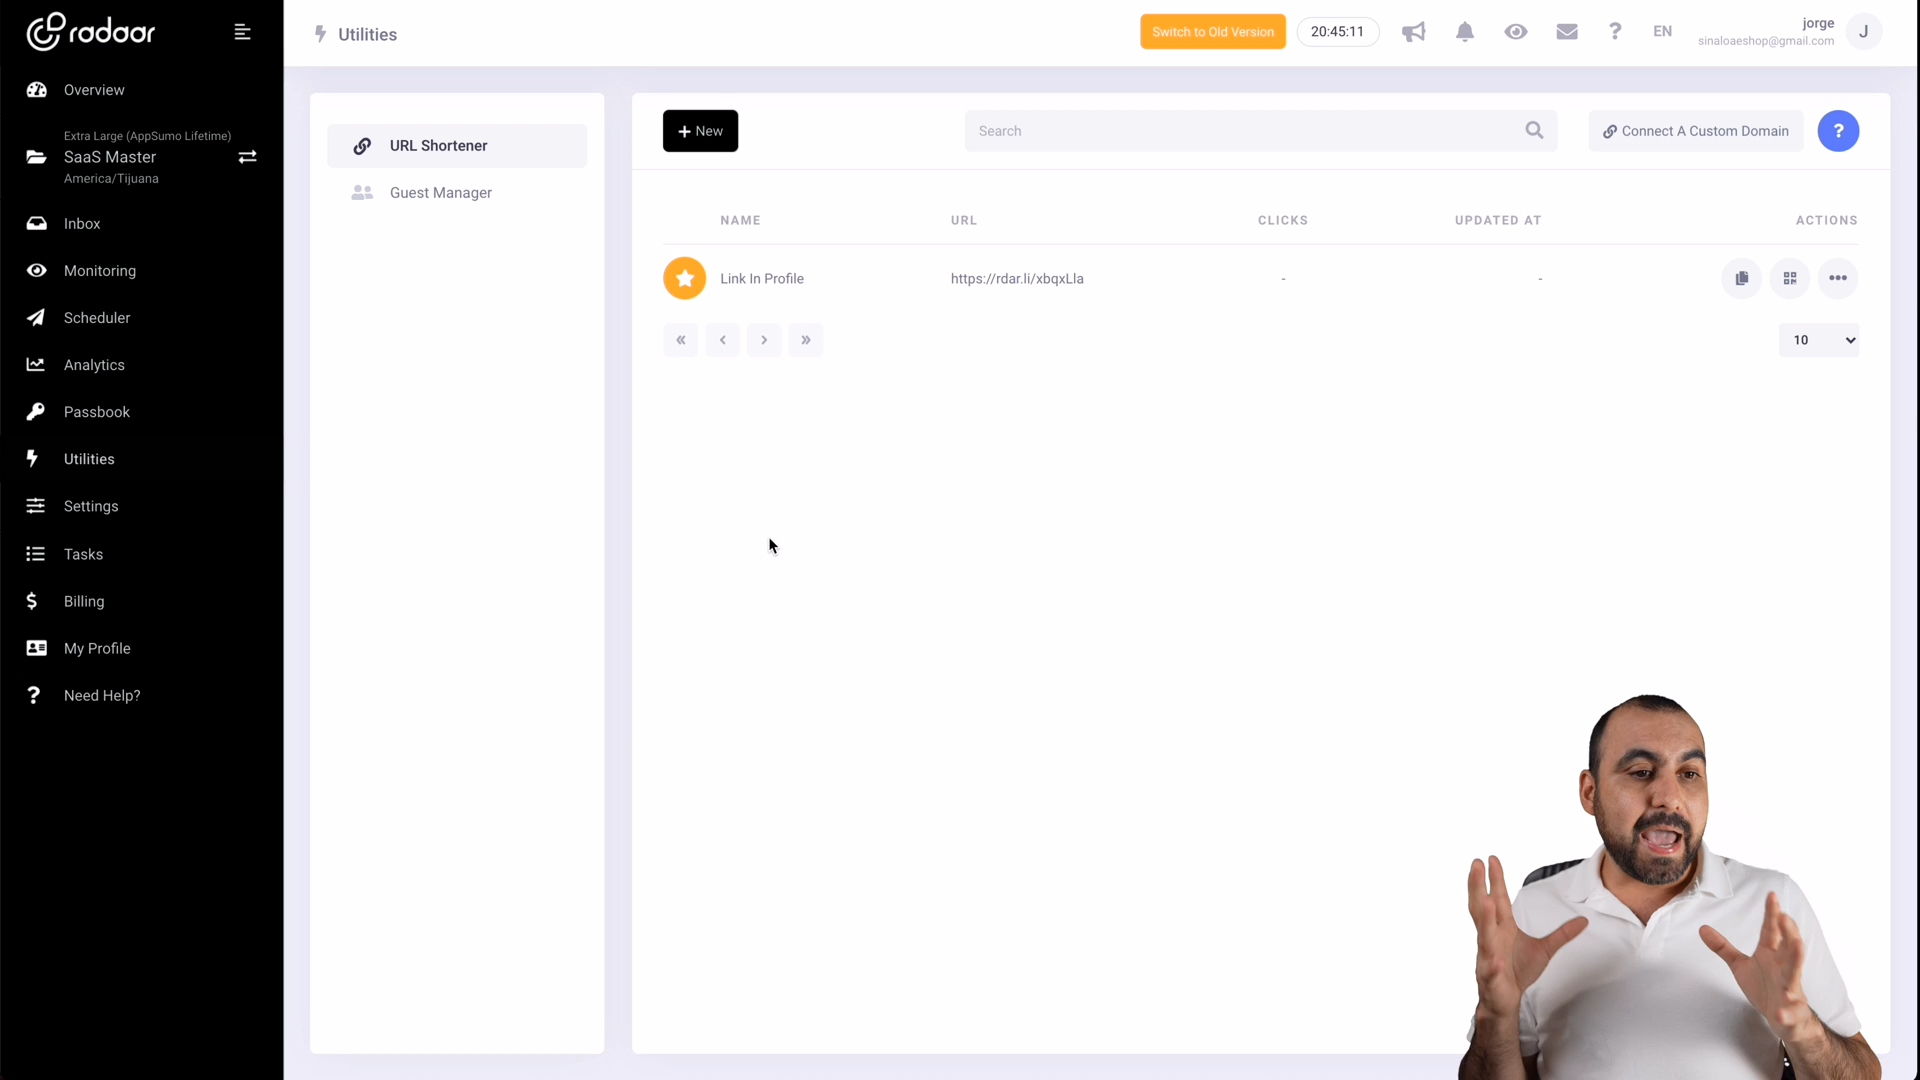 radaar
Utilities
Switch to Old Version
20:45:11
?
EN
jorge
sinaloaeshop@gmail.com
J
Overview
Extra Large (AppSumo Lifetime)
SaaS Master
America/Tijuana
Inbox
Monitoring
Scheduler
Analytics
Passbook
Utilities
Settings
Tasks
$ Billing
My Profile
? Need Help?
URL Shortener
Guest Manager
+ New
Search
Connect A Custom Domain
?
NAME URL CLICKS UPDATED AT ACTIONS
Link In Profile https://rdar.li/xbqxLla - -
« ‹ › »
10